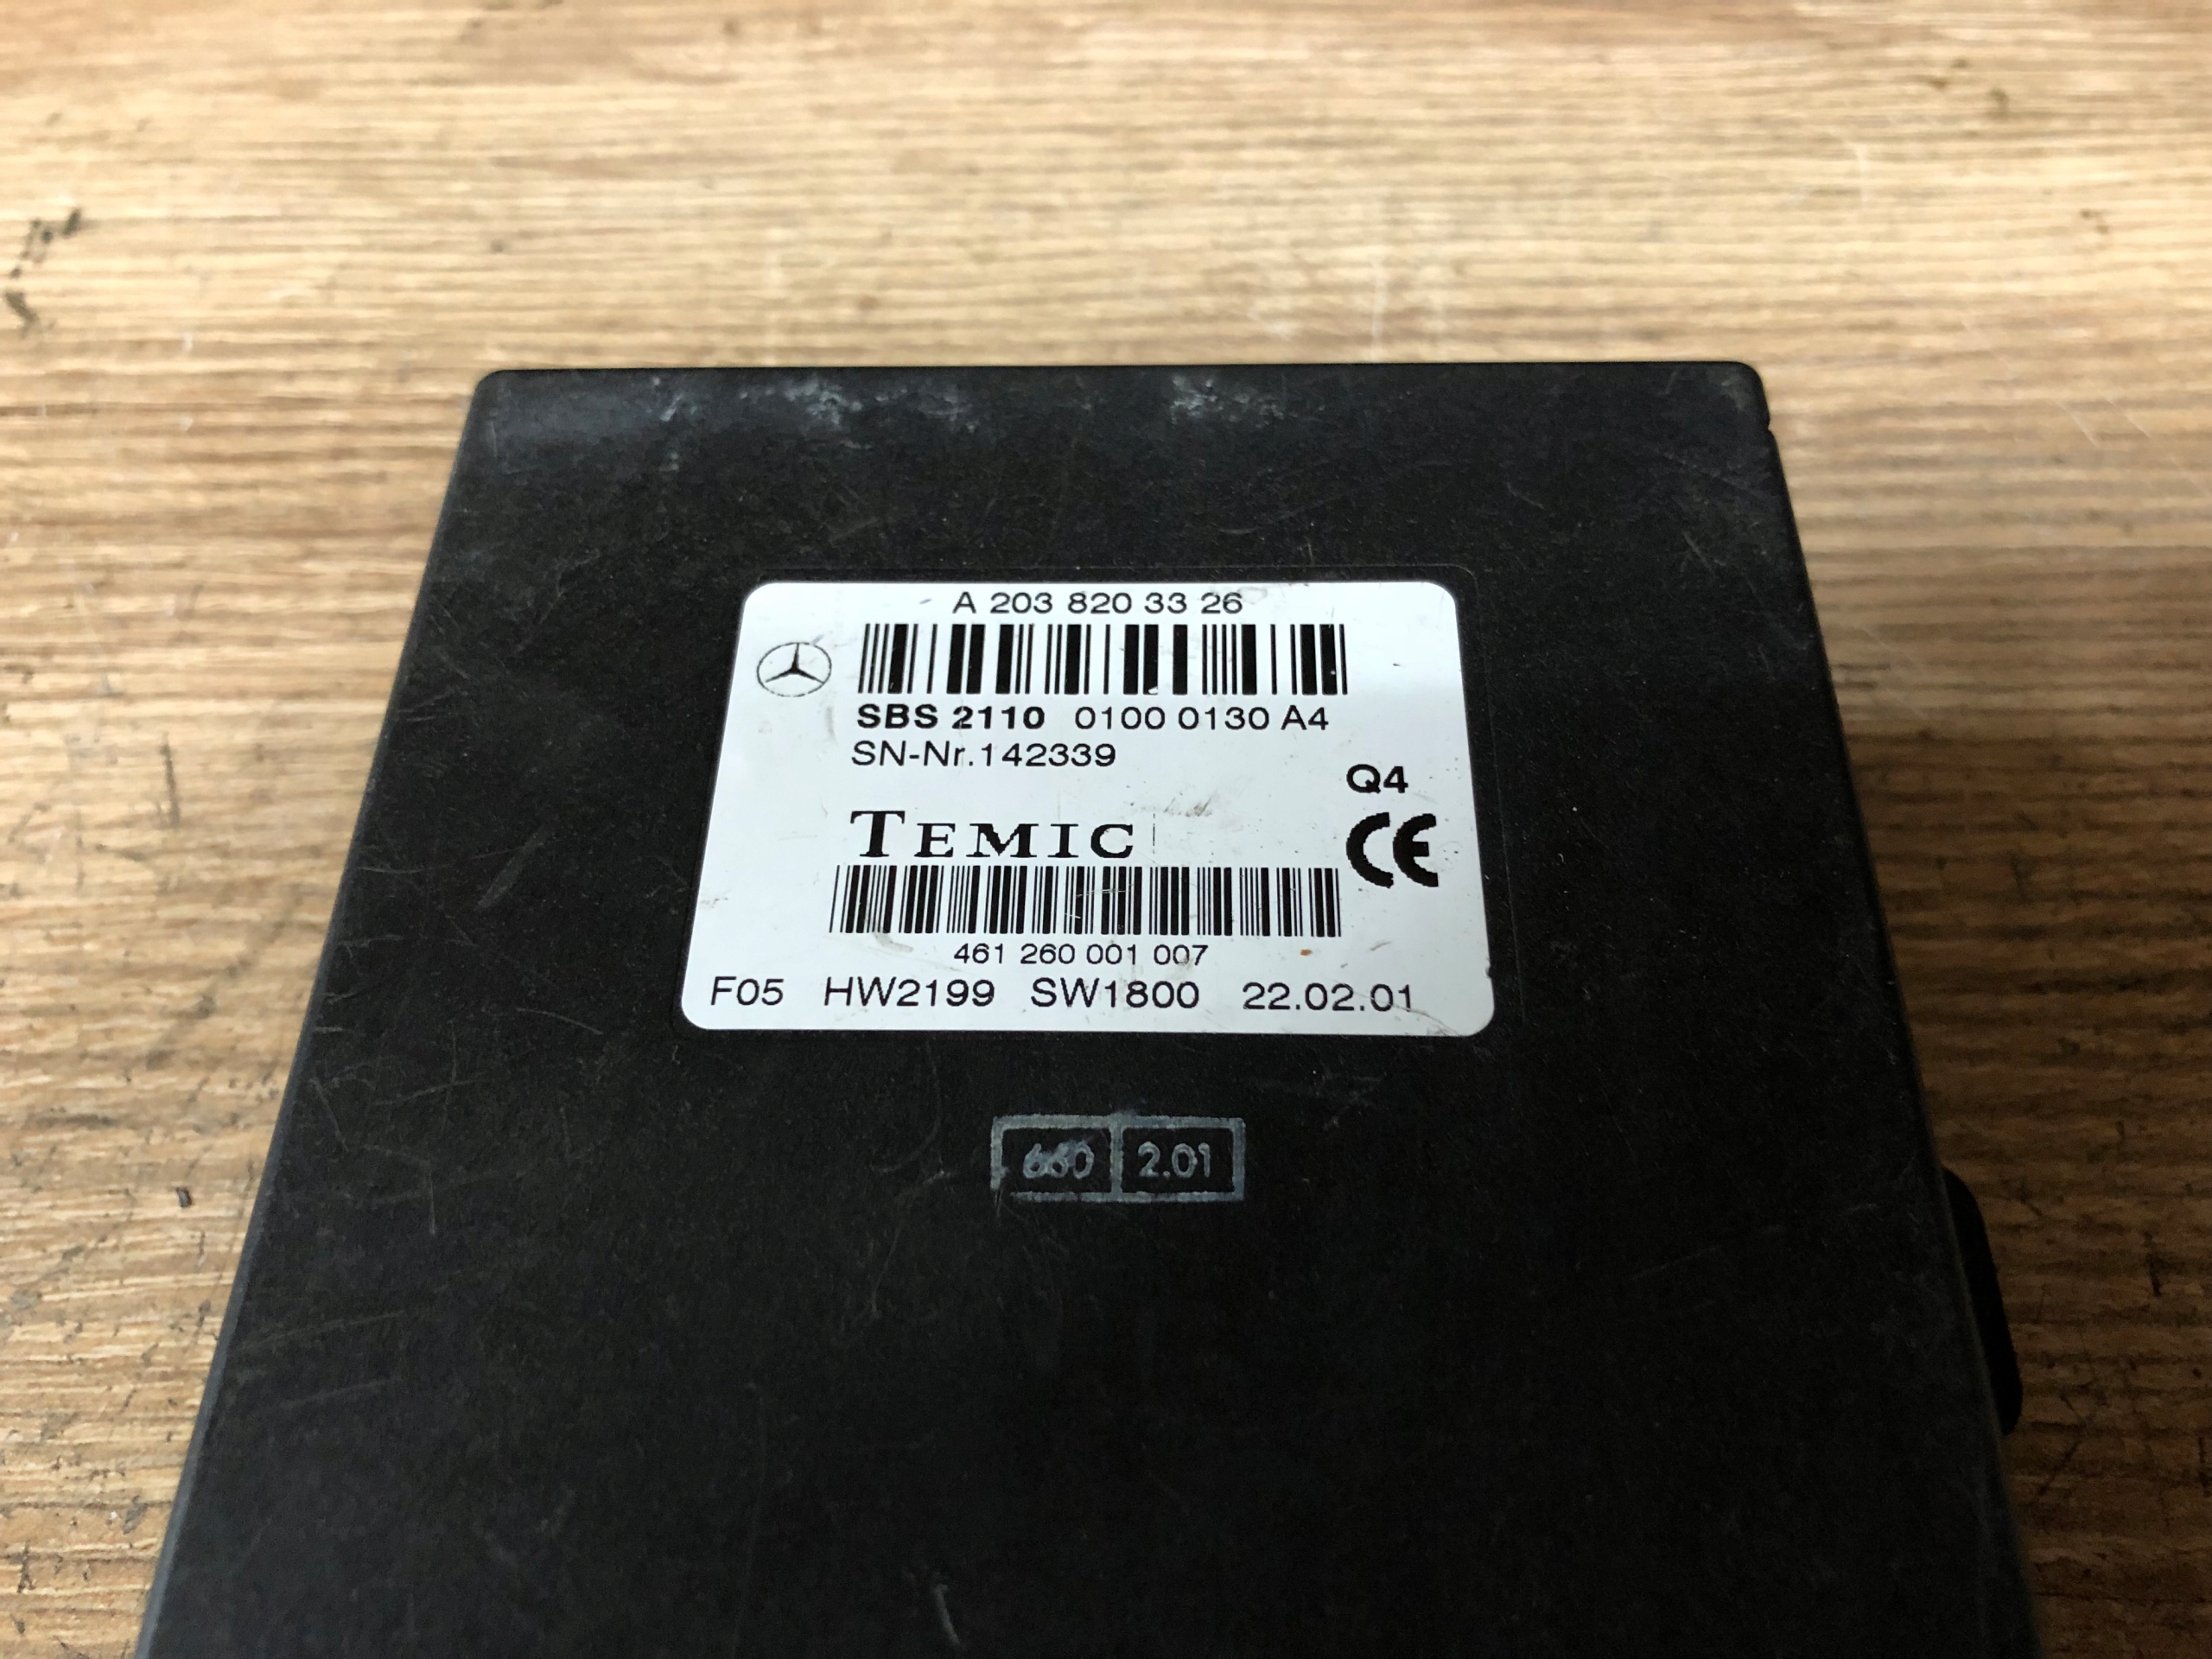 A 203 820 33 26
SBS 2110 0100 0130 A4
SN-Nr.142339
Q4
TEMIC
CE
461 260 001 007
F05 HW2199 SW1800 22.02.01
660 2.01